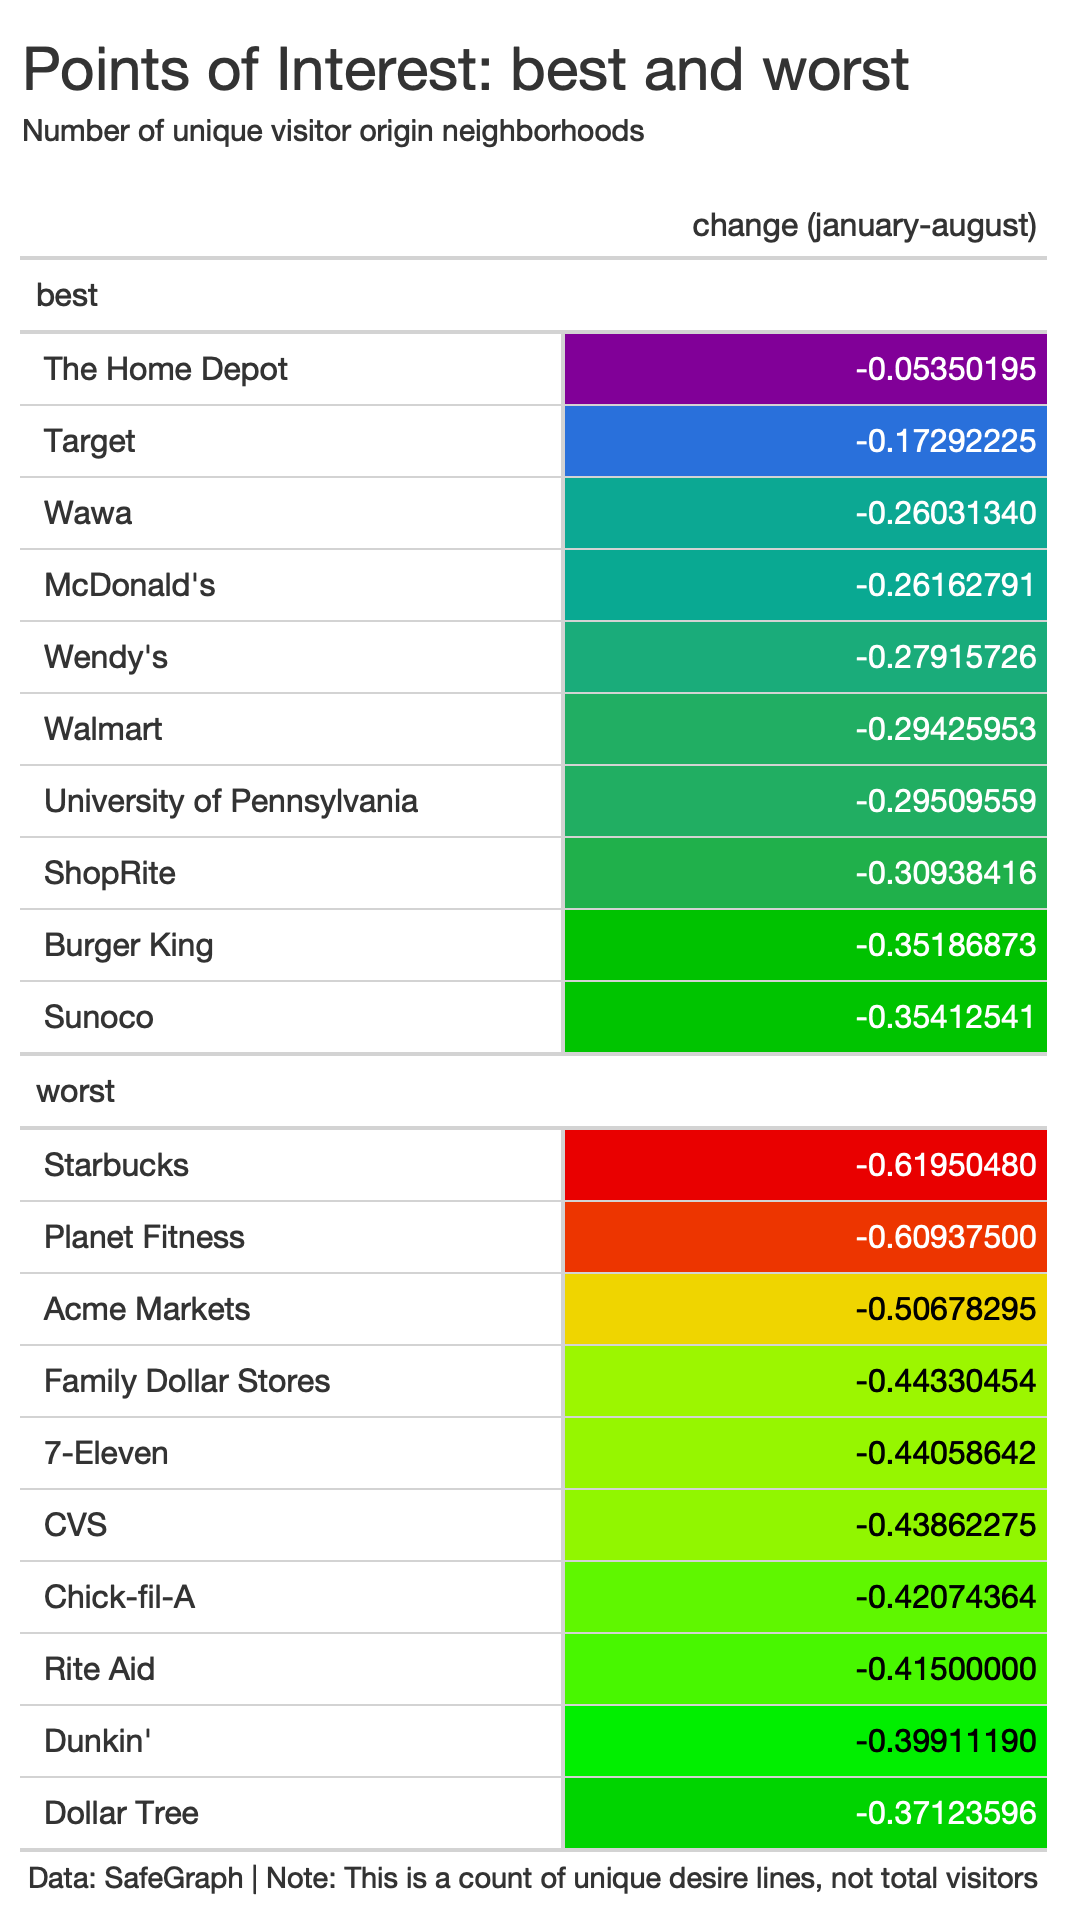 Points of Interest: best and worst
Number of unique visitor origin neighborhoods
change (january-august)
best
The Home Depot -0.05350195
Target -0.17292225
Wawa -0.26031340
McDonald's -0.26162791
Wendy's -0.27915726
Walmart -0.29425953
University of Pennsylvania -0.29509559
ShopRite -0.30938416
Burger King -0.35186873
Sunoco -0.35412541
worst
Starbucks -0.61950480
Planet Fitness -0.60937500
Acme Markets -0.50678295
Family Dollar Stores -0.44330454
7-Eleven -0.44058642
CVS -0.43862275
Chick-fil-A -0.42074364
Rite Aid -0.41500000
Dunkin' -0.39911190
Dollar Tree -0.37123596
Data: SafeGraph | Note: This is a count of unique desire lines, not total visitors